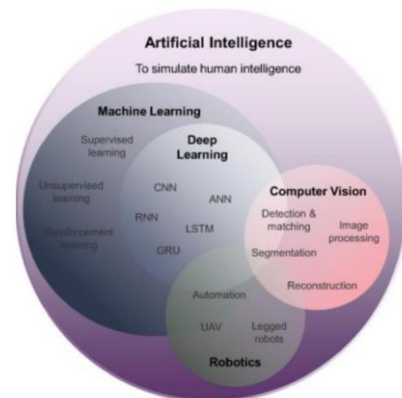 Artificial Intelligence
To simulate human intelligence
Machine Learning
Supervised
learning
Deep
Learning
Unsupervised
learning
CNN
ANN
Computer Vision
RNN
LSTM
Detection &
matching
Image
processing
Reinforcement
learning
GRU
Segmentation
Automation
Reconstruction
UAV
Legged
robots
Robotics